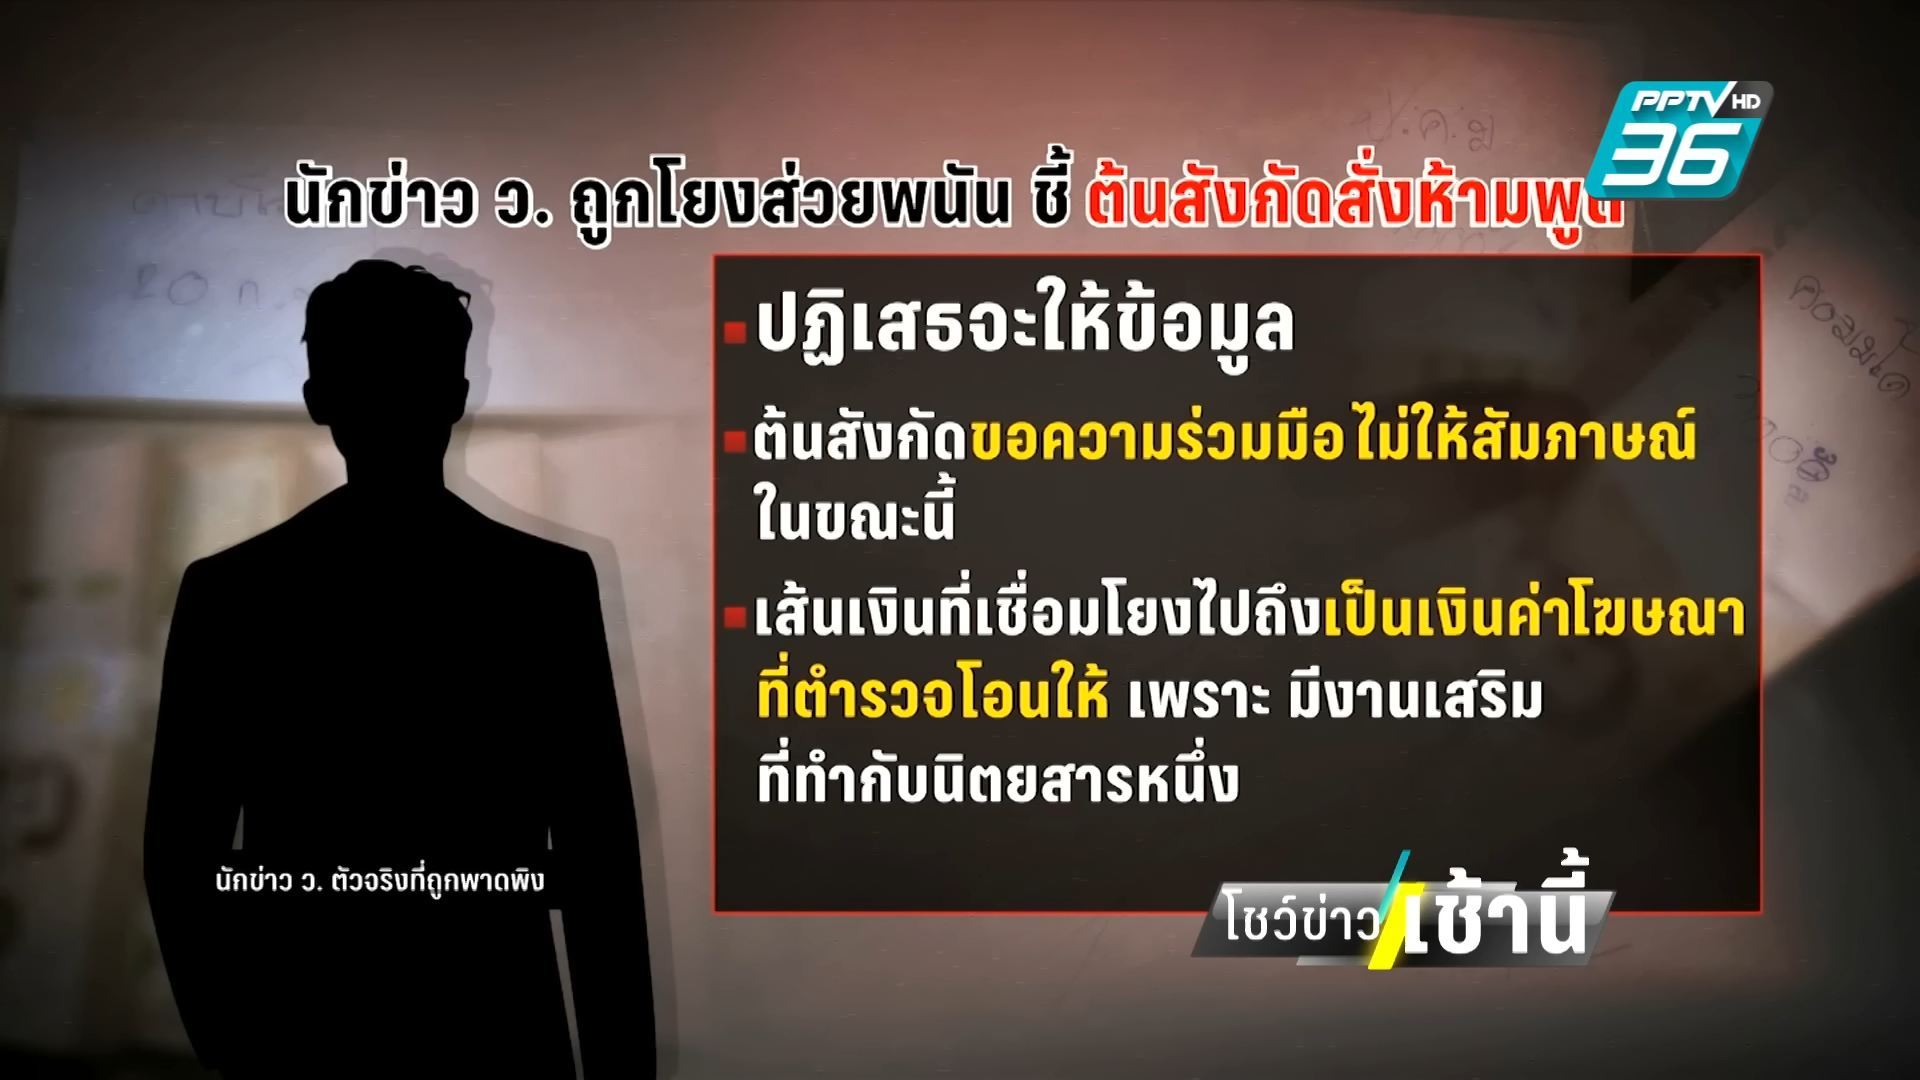 PPTV HD
36
นักข่าว ว. ถูกโยงส่วยพนัน ชี้ ต้นสังกัดสั่งห้ามพูด
ปฏิเสธจะให้ข้อมูล
ต้นสังกัดขอความร่วมมือ ไม่ให้สัมภาษณ์
ในขณะนี้
เส้นเงินที่เชื่อมโยงไปถึงเป็นเงินค่าโฆษณา
ที่ตำรวจโอนให้ เพราะ มีงานเสริม
ที่ทำกับนิตยสารหนึ่ง
นักข่าว ว. ตัวจริงที่ถูกพาดพิง
โชว์ข่าว เช้านี้
20 ก.